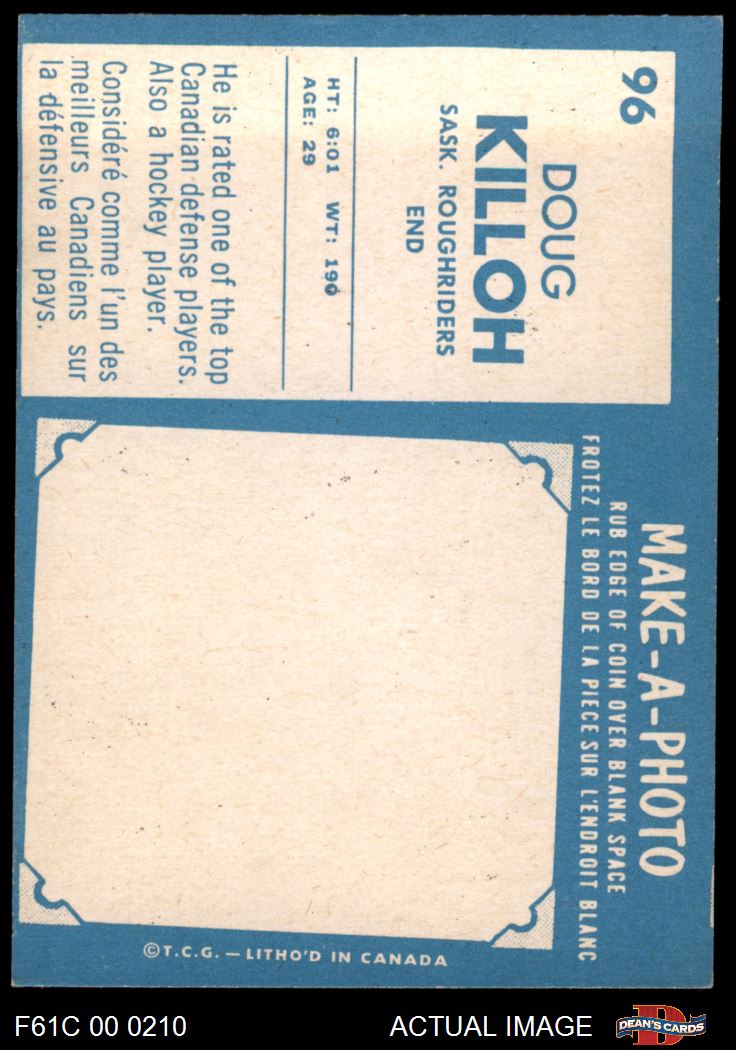 96
DOUG
KILLOH
SASK. ROUGHRIDERS
END
HT: 6:01 WT: 190
AGE: 29
He is rated one of the top
Canadian defense players.
Also a hockey player.
Considéré comme l'un des
meilleurs Canadiens sur
la défensive au pays.
MAKE-A-PHOTO
RUB EDGE OF COIN OVER BLANK SPACE
FROTEZ LE BORD DE LA PIECE SUR L'ENDROIT BLANC
©T.C.G. — LITHO'D IN CANADA
F61C 00 0210
ACTUAL IMAGE
D
DEAN'S CARDS